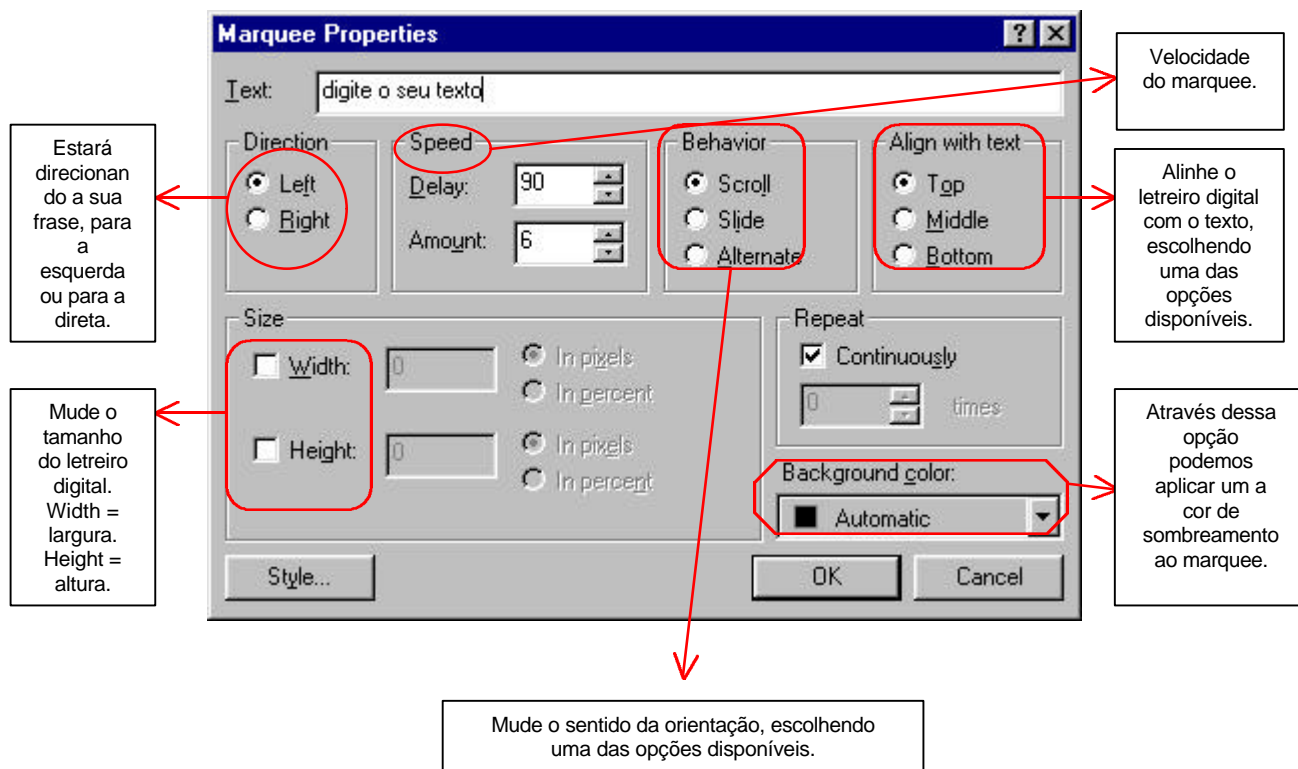 Marquee Properties
Text: digite o seu texto
Direction
Left
Right
Speed
Delay: 90
Amount: 6
Behavior
Scroll
Slide
Alternate
Align with text
Top
Middle
Bottom
Size
Width: 0
In pixels
In percent
Height: 0
In pixels
In percent
Repeat
Continuously
0 times
Background color:
Automatic
Style...
OK
Cancel
Estará
direcionan
do a sua
frase, para
a
esquerda
ou para a
direta.
Mude o
tamanho
do letreiro
digital.
Width =
largura.
Height =
altura.
Velocidade
do marquee.
Alinhe o
letreiro digital
com o texto,
escolhendo
uma das
opções
disponíveis.
Através dessa
opção
podemos
aplicar um a
cor de
sombreamento
ao marquee.
Mude o sentido da orientação, escolhendo
uma das opções disponíveis.